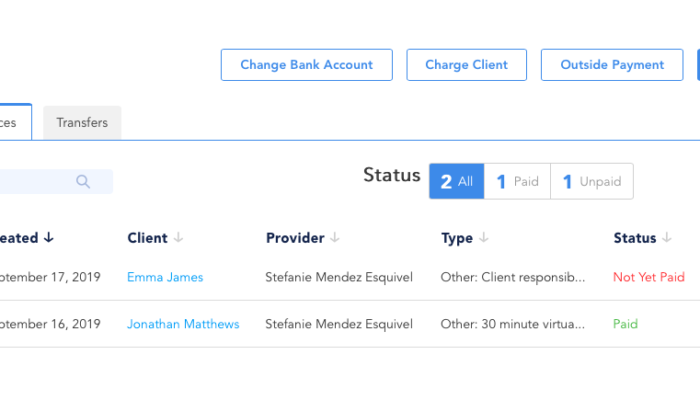 Change Bank Account Charge Client Outside Payment
ces Transfers
Status 2 All 1 Paid 1 Unpaid
eated Client Provider Type Status
ptember 17, 2019 Emma James Stefanie Mendez Esquivel Other: Client responsib... Not Yet Paid
ptember 16, 2019 Jonathan Matthews Stefanie Mendez Esquivel Other: 30 minute virtua... Paid